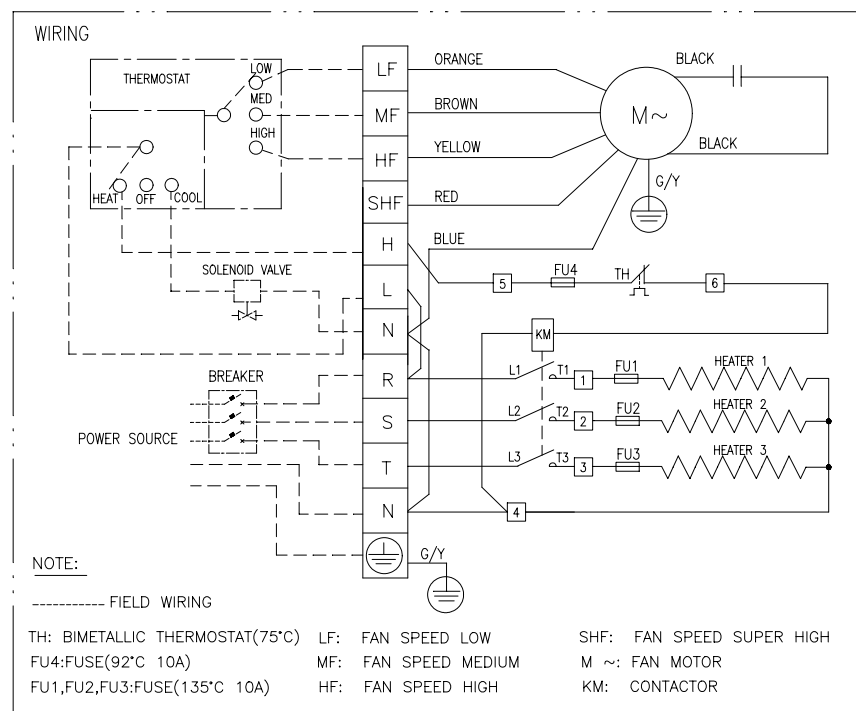 WIRING
THERMOSTAT
LOW
MED
HIGH
HEAT
OFF
COOL
SOLENOID VALVE
BREAKER
POWER SOURCE
LF
MF
HF
SHF
H
L
N
R
S
T
N
ORANGE
BROWN
YELLOW
RED
BLUE
M~
BLACK
BLACK
G/Y
5
FU4
TH
6
KM
L1
T1
1
FU1
HEATER 1
L2
T2
2
FU2
HEATER 2
L3
T3
3
FU3
HEATER 3
4
G/Y
NOTE:
----------- FIELD WIRING
TH: BIMETALLIC THERMOSTAT(75°C)
LF: FAN SPEED LOW
SHF: FAN SPEED SUPER HIGH
FU4:FUSE(92°C 10A)
MF: FAN SPEED MEDIUM
M ~: FAN MOTOR
FU1,FU2,FU3:FUSE(135°C 10A)
HF: FAN SPEED HIGH
KM: CONTACTOR